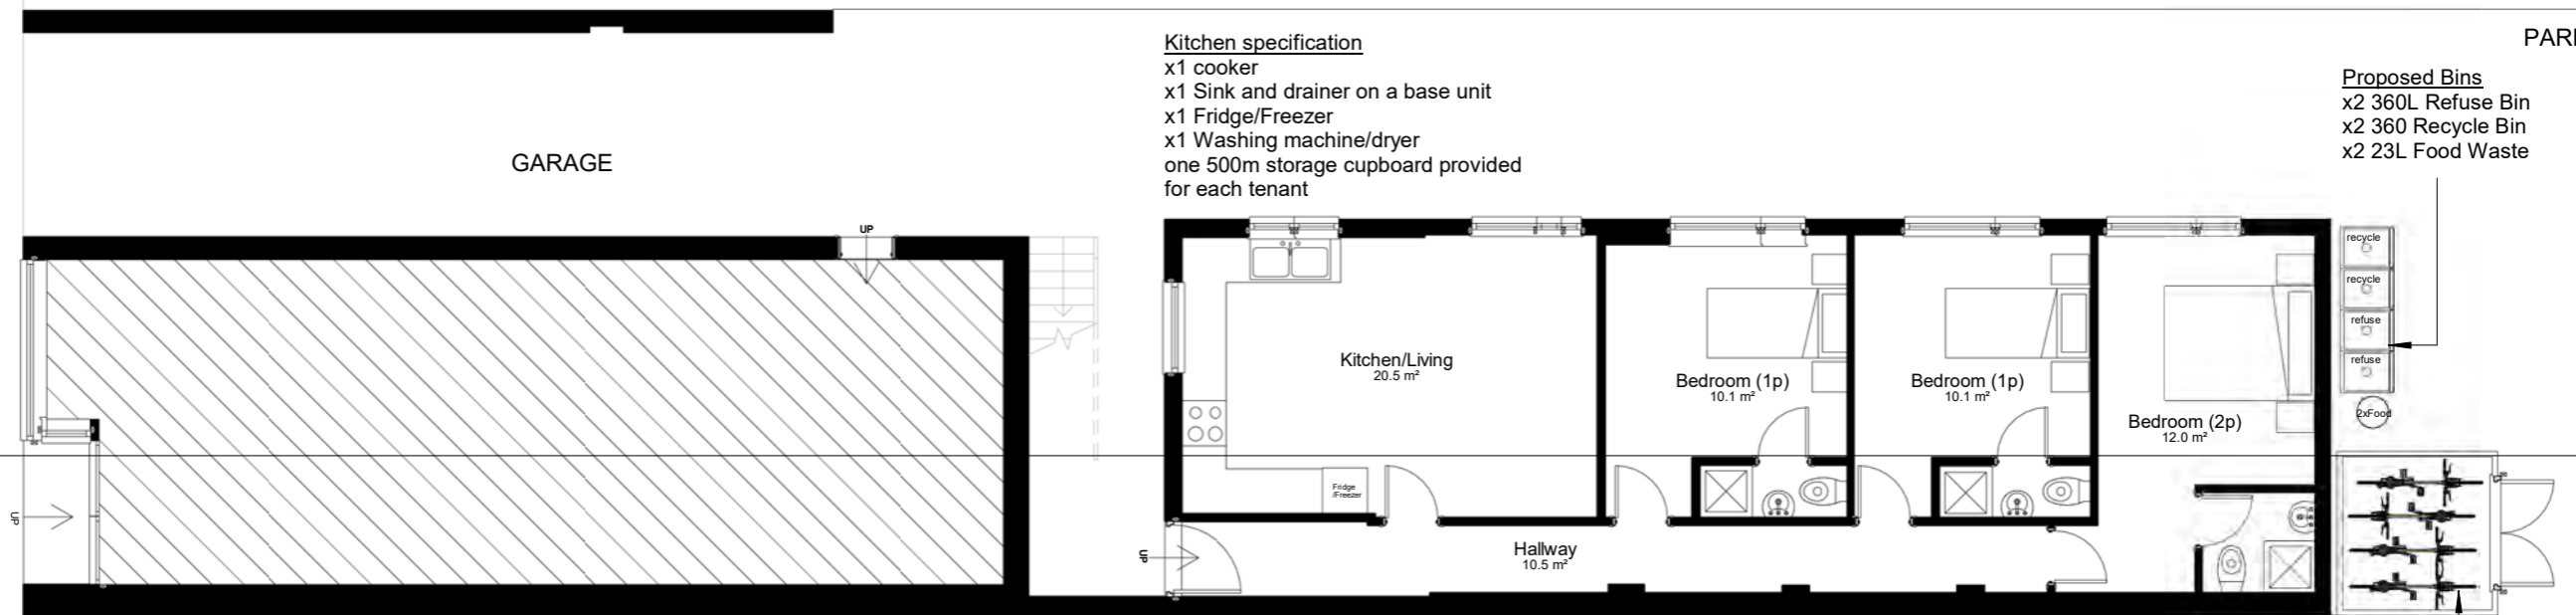 PAR
Kitchen specification
x1 cooker
x1 Sink and drainer on a base unit
x1 Fridge/Freezer
x1 Washing machine/dryer
one 500m storage cupboard provided
for each tenant
Proposed Bins
x2 360L Refuse Bin
x2 360 Recycle Bin
x2 23L Food Waste
GARAGE
UP
recycle
recycle
refuse
refuse
2xFood
Kitchen/Living
20.5 m²
Bedroom (1p)
10.1 m²
Bedroom (1p)
10.1 m²
Bedroom (2p)
12.0 m²
Fridge
/Freezer
UP
UP
Hallway
10.5 m²